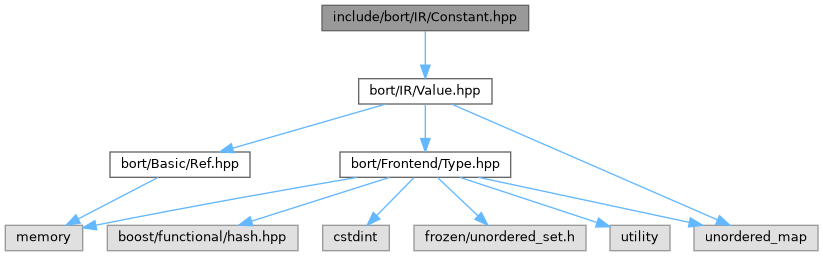 include/bort/IR/Constant.hpp
bort/IR/Value.hpp
bort/Basic/Ref.hpp
bort/Frontend/Type.hpp
memory
boost/functional/hash.hpp
cstdint
frozen/unordered_set.h
utility
unordered_map